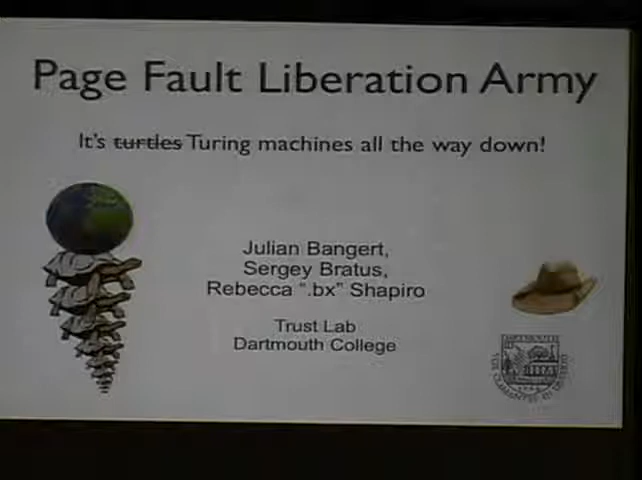 Page Fault Liberation Army
It's turtles Turing machines all the way down!
Julian Bangert,
Sergey Bratus,
Rebecca ".bx" Shapiro
Trust Lab
Dartmouth College